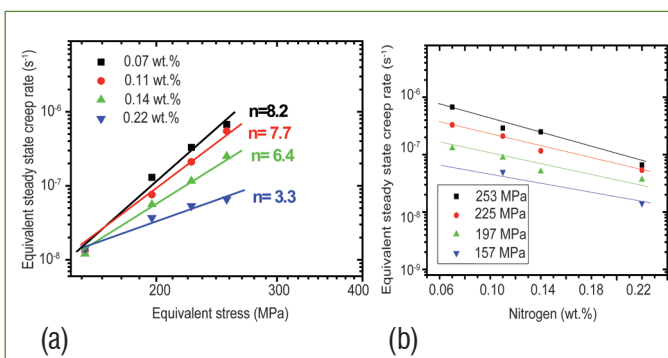 0.07 wt.%
0.11 wt.%
0.14 wt.%
0.22 wt.%
n=8.2
n=7.7
n= 6.4
n= 3.3
10-6
10-7
10-8
200
300
400
Equivalent steady state creep rate (s-1)
Equivalent stress (MPa)
(a)
10-5
10-6
10-7
10-8
10-9
253 MPa
225 MPa
197 MPa
157 MPa
0.06
0.10
0.14
0.18
0.22
Equivalent steady state creep rate (s-1)
Nitrogen (wt.%)
(b)